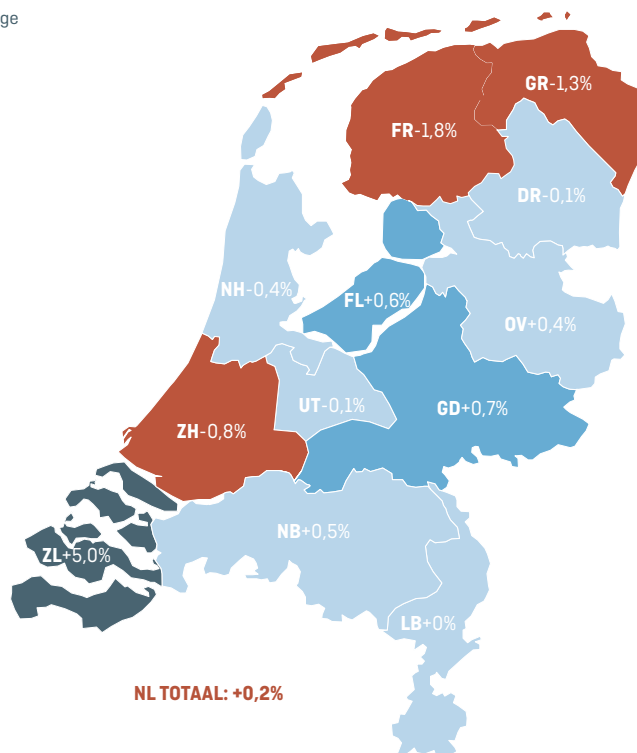 ge
GR-1,3%
FR-1,8%
DR-0,1%
NH-0,4%
FL+0,6%
OV+0,4%
UT-0,1%
GD+0,7%
ZH-0,8%
NB+0,5%
ZL+5,0%
LB+0%
NL TOTAAL: +0,2%